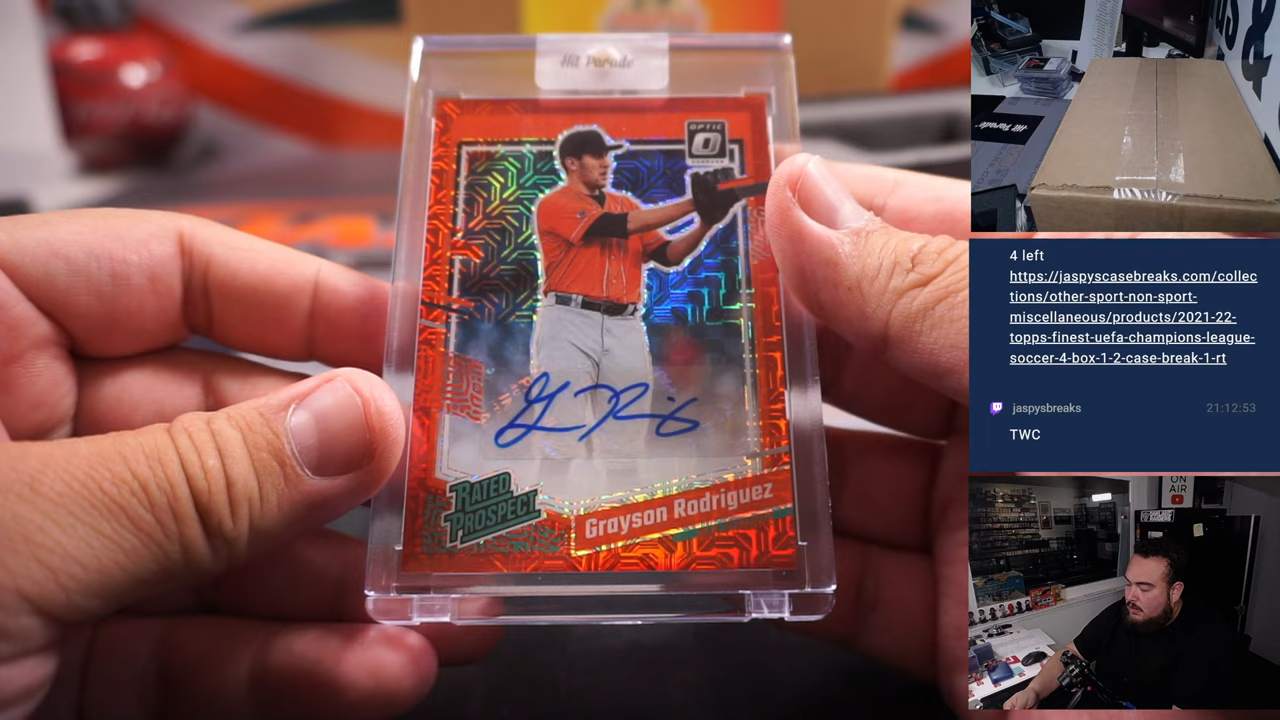 Hit Parade
OPTIC
RATED
PROSPECT
Grayson Rodriguez
Hit Parade
&
4 left
https://jaspyscasebreaks.com/collec
tions/other-sport-non-sport-
miscellaneous/products/2021-22-
topps-finest-uefa-champions-league-
soccer-4-box-1-2-case-break-1-rt
jaspysbreaks 21:12:53
TWC
ON
AIR